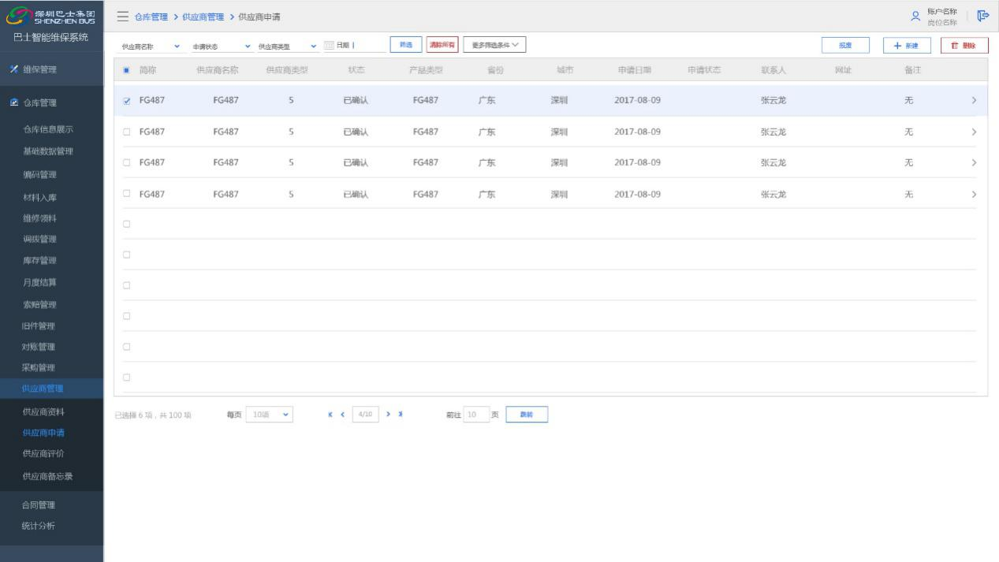 深圳巴士集团
SHENZHEN BUS
巴士智能维保系统
维保管理
仓库管理
仓库信息展示
基础数据管理
编码管理
材料入库
维修领料
调拨管理
库存管理
月度结算
索赔管理
旧件管理
对账管理
采购管理
供应商管理
供应商资料
供应商申请
供应商评价
供应商备忘录
合同管理
统计分析
仓库管理 > 供应商管理 > 供应商申请
账户名称
岗位名称
供应商名称 申请状态 供应商类型 日期 筛选 清除所有 更多筛选条件 报废 新建 删除
简称 供应商名称 供应商类型 状态 产品类型 省份 城市 申请日期 申请状态 联系人 网址 备注
FG487 FG487 5 已确认 FG487 广东 深圳 2017-08-09 张云龙 无
FG487 FG487 5 已确认 FG487 广东 深圳 2017-08-09 张云龙 无
FG487 FG487 5 已确认 FG487 广东 深圳 2017-08-09 张云龙 无
FG487 FG487 5 已确认 FG487 广东 深圳 2017-08-09 张云龙 无
已选择 6 项，共 100 项 每页 10项 4/10 前往 10 页 跳转